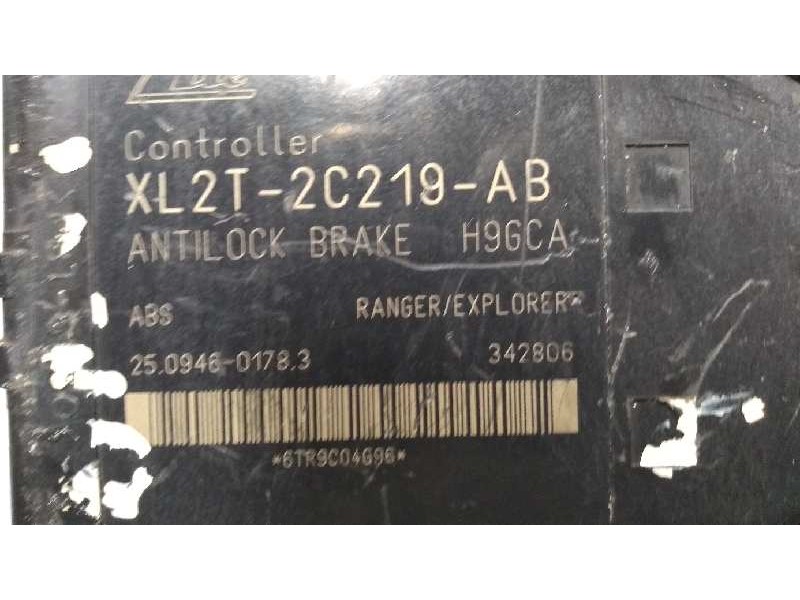 Controller
XL2T-2C219-AB
ANTILOCK BRAKE H9GCA
ABS RANGER/EXPLORER
25.0946-0178.3 342806
*6TR9C04G96*